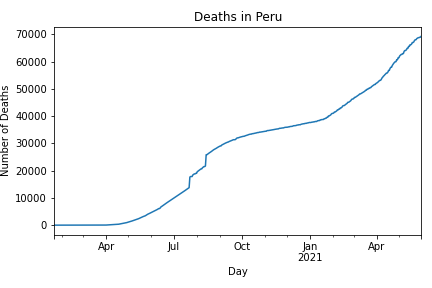 Deaths in Peru
Number of Deaths
70000
60000
50000
40000
30000
20000
10000
0
Apr
Jul
Oct
Jan
2021
Apr
Day